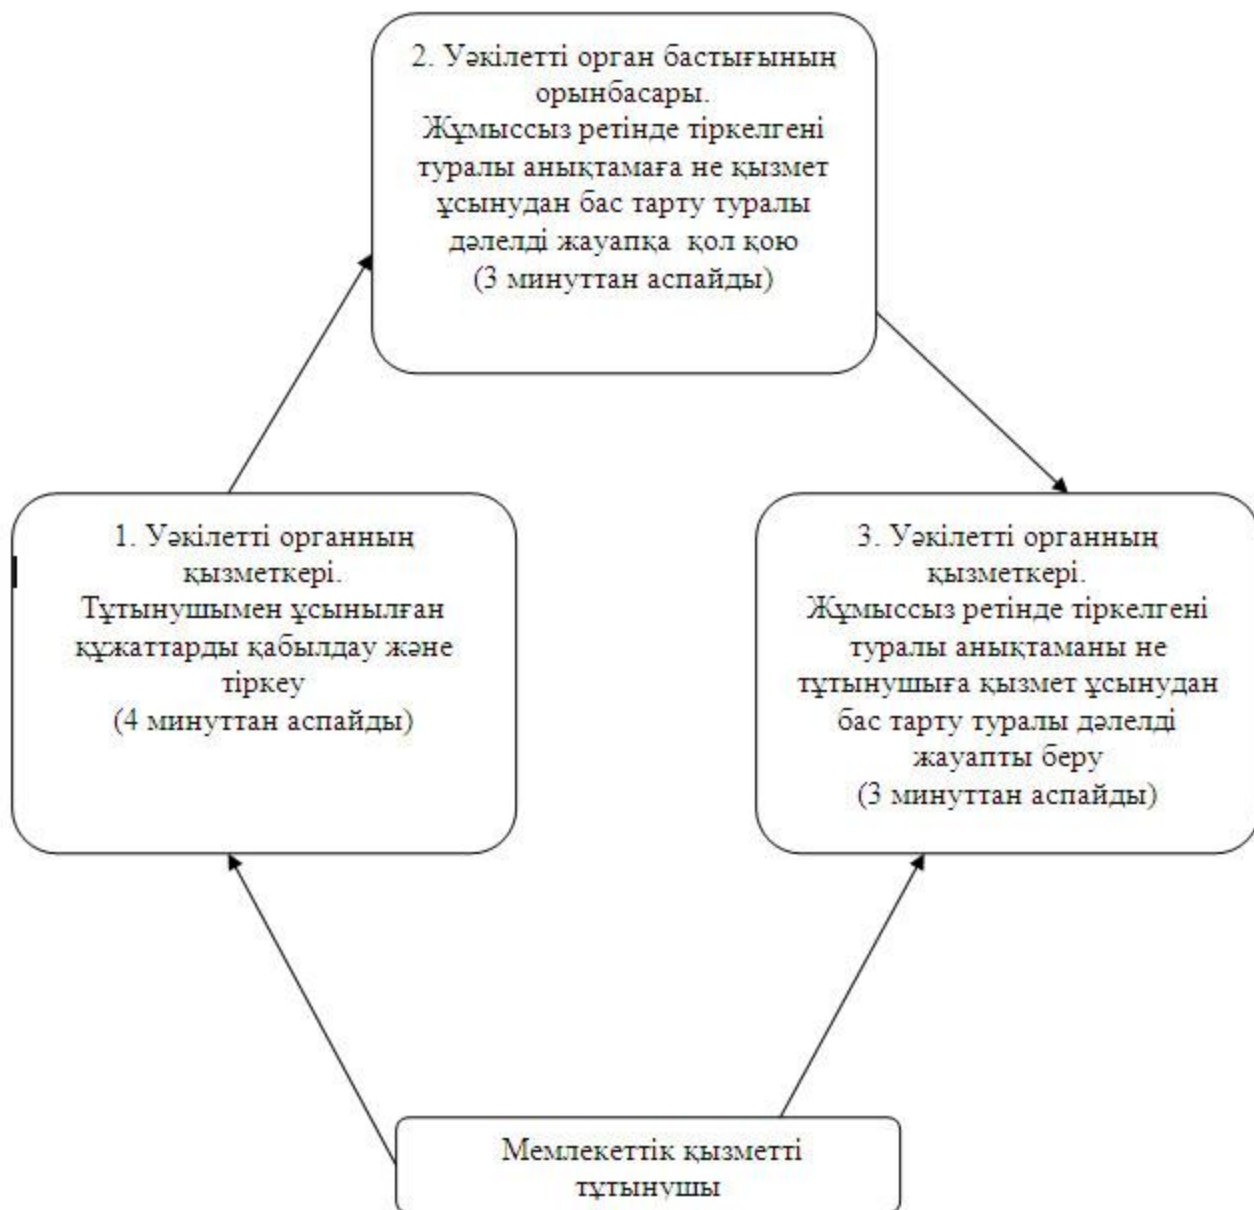 2. Уәкілетті орган бастығының
орынбасары.
Жұмыссыз ретінде тіркелгені
туралы анықтамаға не қызмет
ұсынудан бас тарту туралы
дәлелді жауапқа қол қою
(3 минуттан аспайды)
1. Уәкілетті органның
қызметкері.
Тұтынушымен ұсынылған
құжаттарды қабылдау және
тіркеу
(4 минуттан аспайды)
3. Уәкілетті органның
қызметкері.
Жұмыссыз ретінде тіркелгені
туралы анықтаманы не
тұтынушыға қызмет ұсынудан
бас тарту туралы дәлелді
жауапты беру
(3 минуттан аспайды)
Мемлекеттік қызметті
тұтынушы